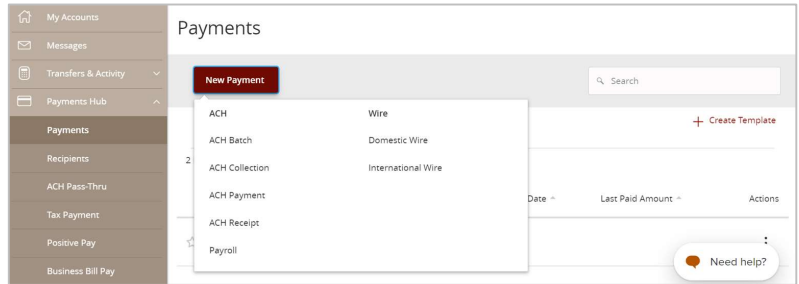 My Accounts
Messages
Transfers & Activity
Payments Hub
Payments
Recipients
ACH Pass-Thru
Tax Payment
Positive Pay
Business Bill Pay
Payments
New Payment
Search
ACH
Wire
Create Template
ACH Batch
Domestic Wire
2
ACH Collection
International Wire
ACH Payment
Date
Last Paid Amount
Actions
ACH Receipt
Payroll
Need help?